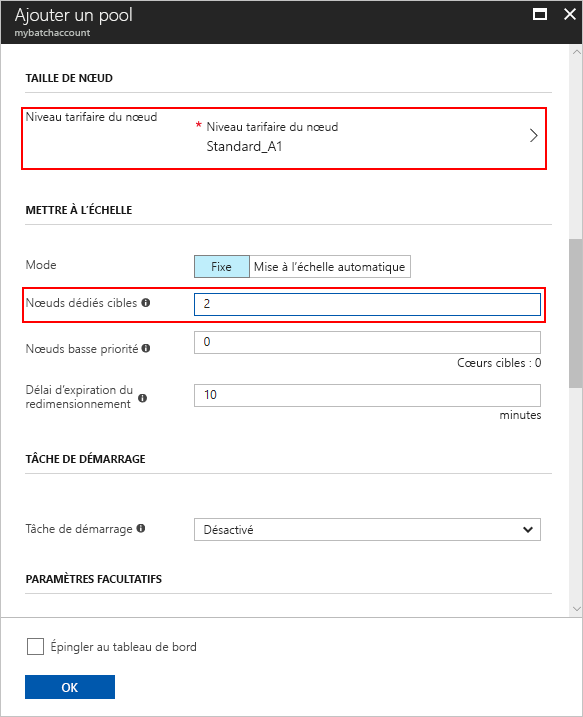 Ajouter un pool
mybatchaccount
TAILLE DE NŒUD
Niveau tarifaire du nœud
* Niveau tarifaire du nœud
Standard_A1
METTRE À L’ÉCHELLE
Mode
Fixe
Mise à l’échelle automatique
Nœuds dédiés cibles
2
Nœuds basse priorité
0
Cœurs cibles : 0
Délai d’expiration du
redimensionnement
10
minutes
TÂCHE DE DÉMARRAGE
Tâche de démarrage
Désactivé
PARAMÈTRES FACULTATIFS
Épingler au tableau de bord
OK